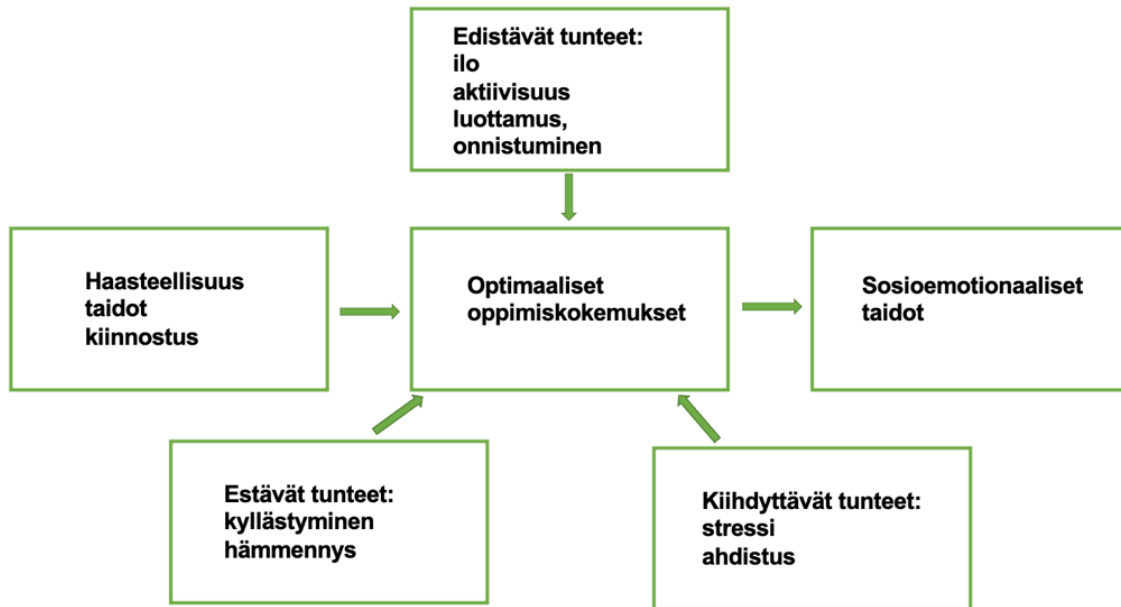 Edistävät tunteet:
ilo
aktiivisuus
luottamus,
onnistuminen
Haasteellisuus
taidot
kiinnostus
Optimaaliset
oppimiskokemukset
Sosioemotionaaliset
taidot
Estävät tunteet:
kyllästyminen
hämmennys
Kiihdyttävät tunteet:
stressi
ahdistus